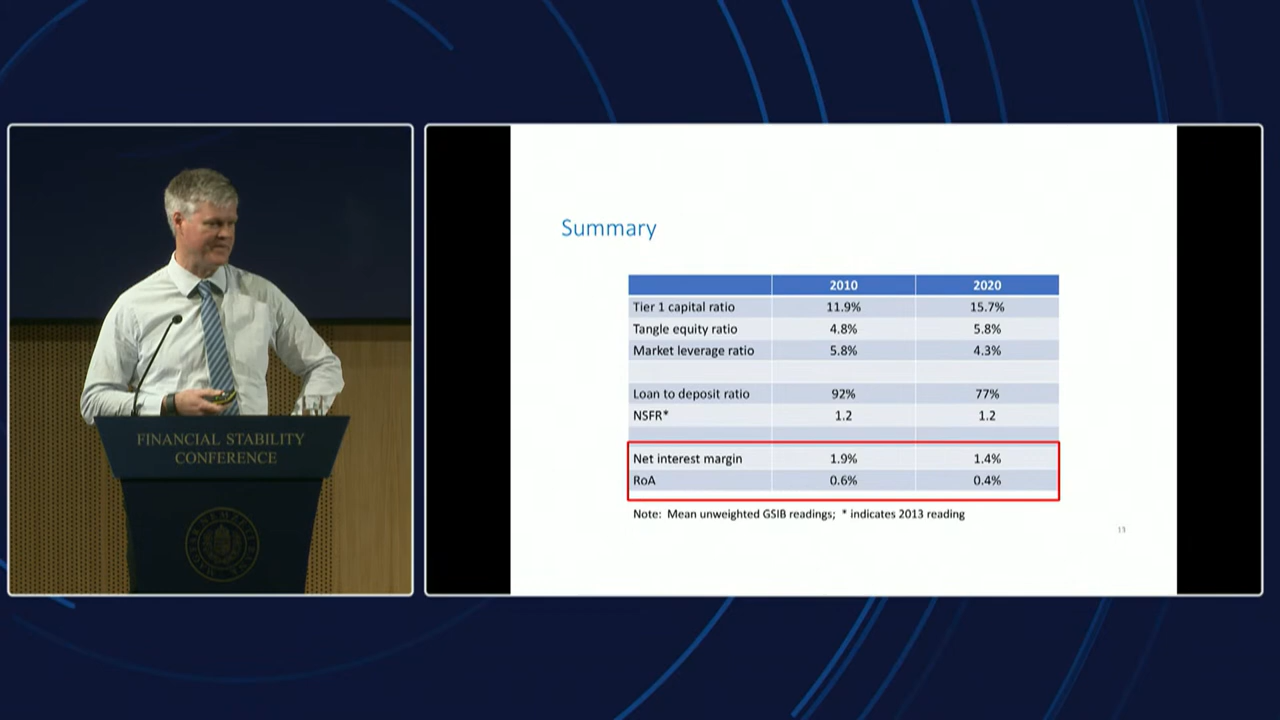 FINANCIAL STABILITY
CONFERENCE
MAGYAR NEMZETI BANK
Summary
2010 2020
Tier 1 capital ratio 11.9% 15.7%
Tangle equity ratio 4.8% 5.8%
Market leverage ratio 5.8% 4.3%
Loan to deposit ratio 92% 77%
NSFR* 1.2 1.2
Net interest margin 1.9% 1.4%
RoA 0.6% 0.4%
Note: Mean unweighted GSIB readings; * indicates 2013 reading
13